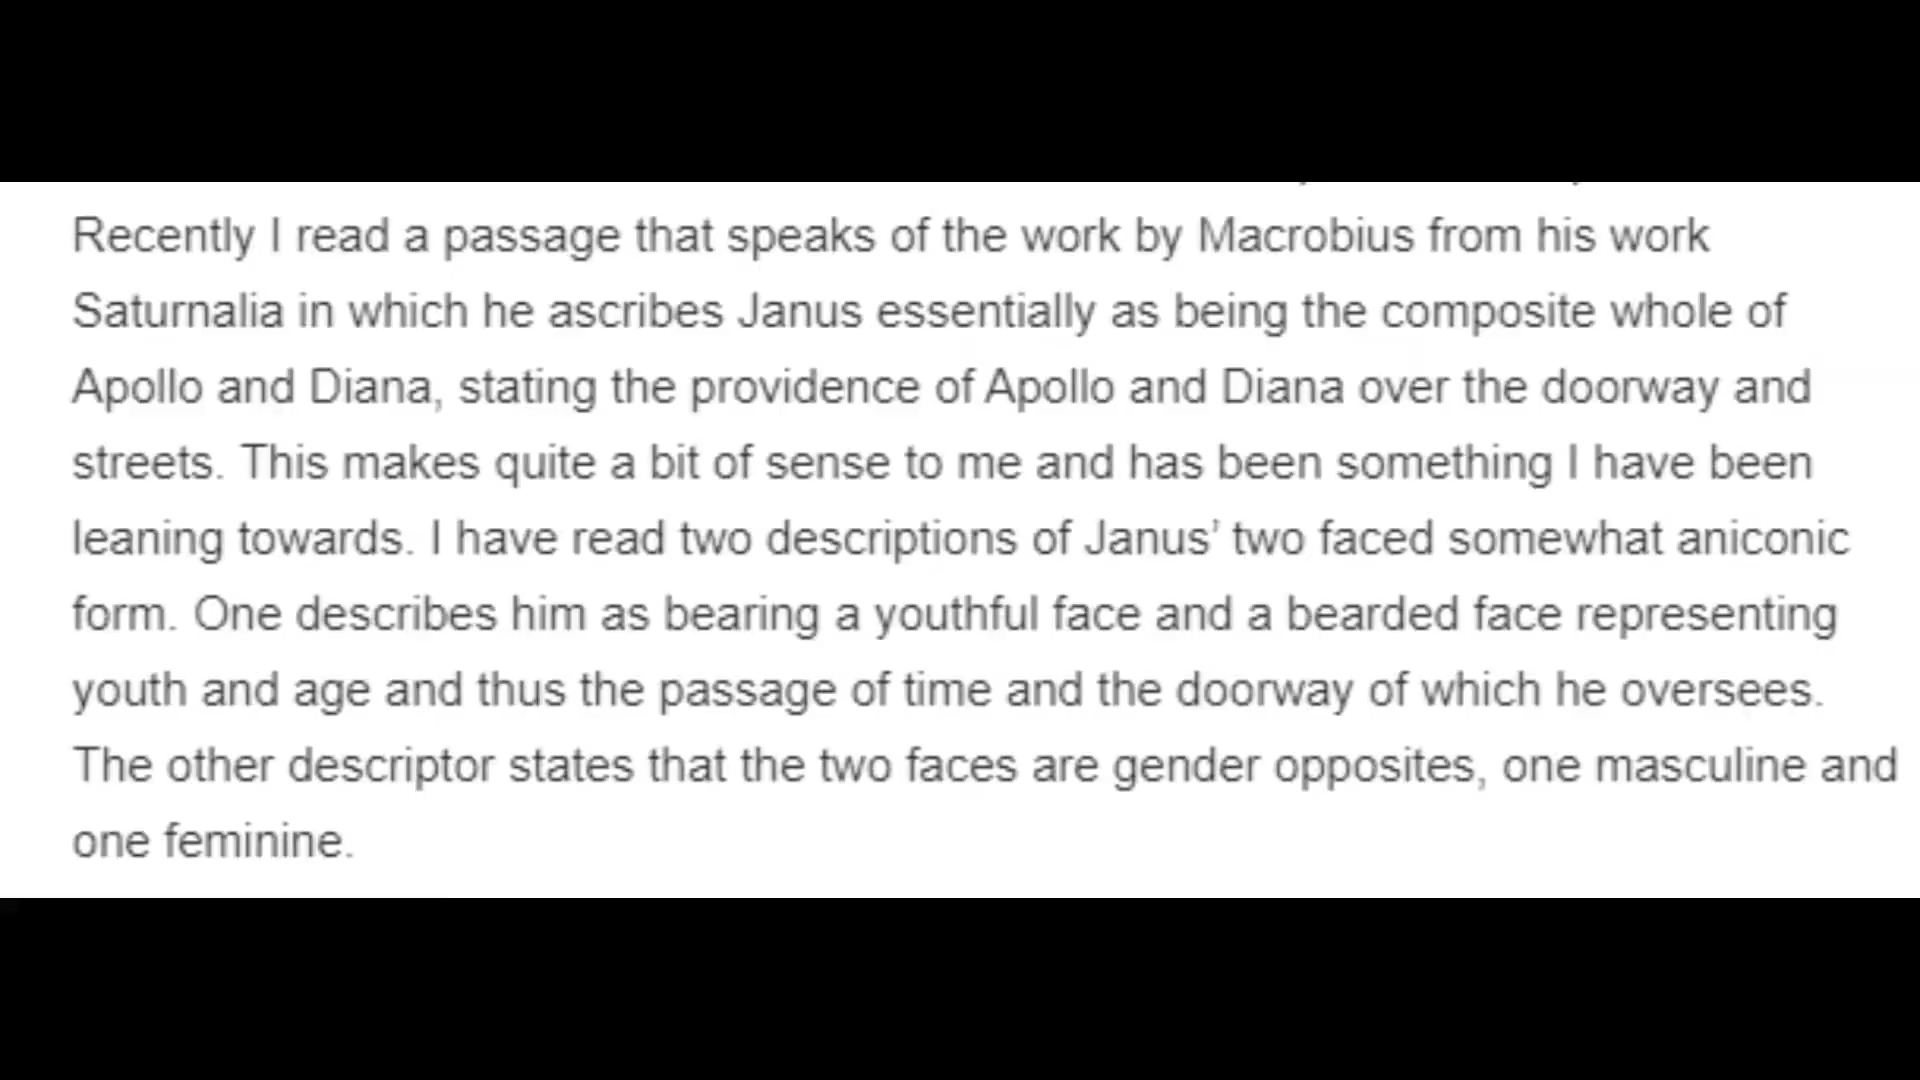 Recently I read a passage that speaks of the work by Macrobius from his work
Saturnalia in which he ascribes Janus essentially as being the composite whole of
Apollo and Diana, stating the providence of Apollo and Diana over the doorway and
streets. This makes quite a bit of sense to me and has been something I have been
leaning towards. I have read two descriptions of Janus’ two faced somewhat aniconic
form. One describes him as bearing a youthful face and a bearded face representing
youth and age and thus the passage of time and the doorway of which he oversees.
The other descriptor states that the two faces are gender opposites, one masculine and
one feminine.